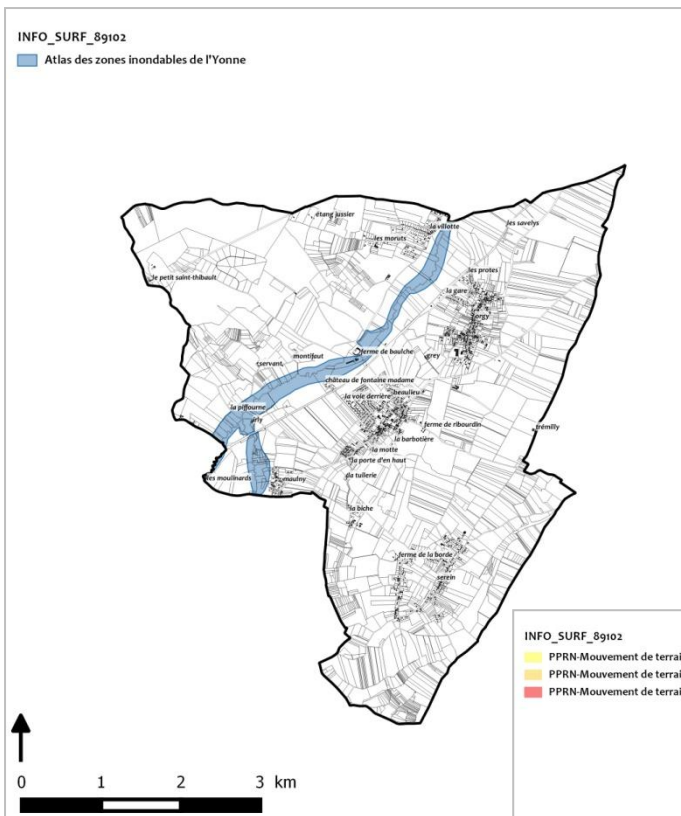 INFO_SURF_89102
Atlas des zones inondables de l'Yonne
étang jussier
la villotte
les savelys
les moruts
les protes
le petit saint-thibault
la gare
orgy
ferme de baulche
grey
montifaut
servant
château de fontaine madame
beaulieu
la voie derrière
la piffourne
ferme de ribourdin
trémilly
la barbotière
la motte
la porte d'en haut
la tuilerie
les moulinards
maulny
la biche
ferme de la borde
serein
INFO_SURF_89102
PPRN-Mouvement de terrai
PPRN-Mouvement de terrai
PPRN-Mouvement de terrai
0 1 2 3 km